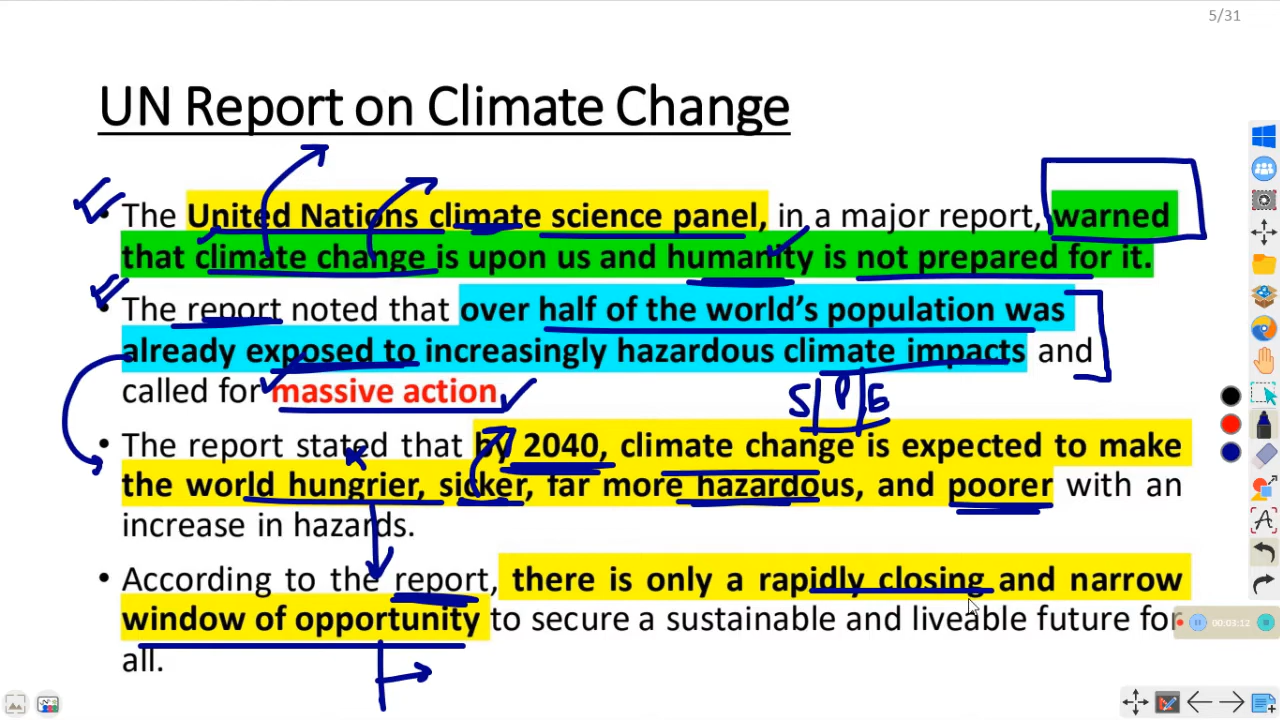 5/31
UN Report on Climate Change
• The United Nations climate science panel, in a major report, warned
that climate change is upon us and humanity is not prepared for it.
• The report noted that over half of the world's population was
already exposed to increasingly hazardous climate impacts and
called for massive action.
S P E
• The report stated that by 2040, climate change is expected to make
the world hungrier, sicker, far more hazardous, and poorer with an
increase in hazards.
• According to the report, there is only a rapidly closing and narrow
window of opportunity to secure a sustainable and liveable future for
all.
00:03:12